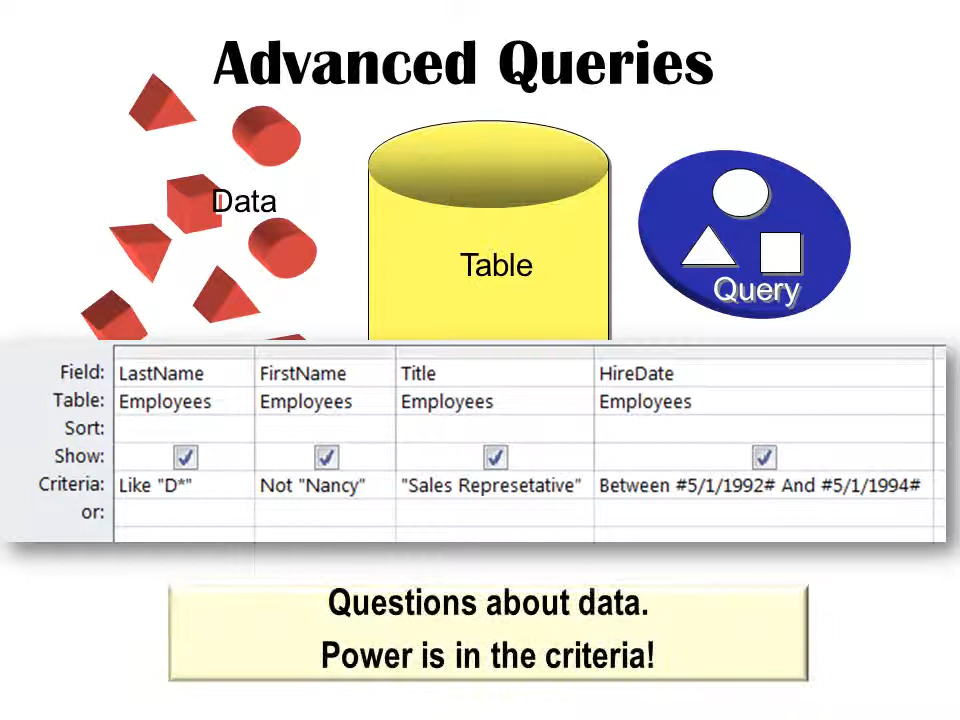 Advanced Queries
Data
Table
Query
Field: LastName FirstName Title HireDate
Table: Employees Employees Employees Employees
Sort:
Show:
Criteria: Like "D*" Not "Nancy" "Sales Represetative" Between #5/1/1992# And #5/1/1994#
or:
Questions about data.
Power is in the criteria!